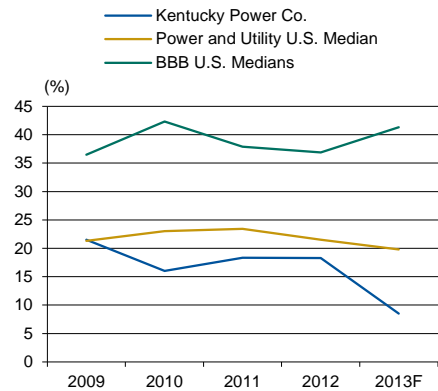 Kentucky Power Co.
Power and Utility U.S. Median
BBB U.S. Medians
(%)
45
40
35
30
25
20
15
10
5
0
2009 2010 2011 2012 2013F